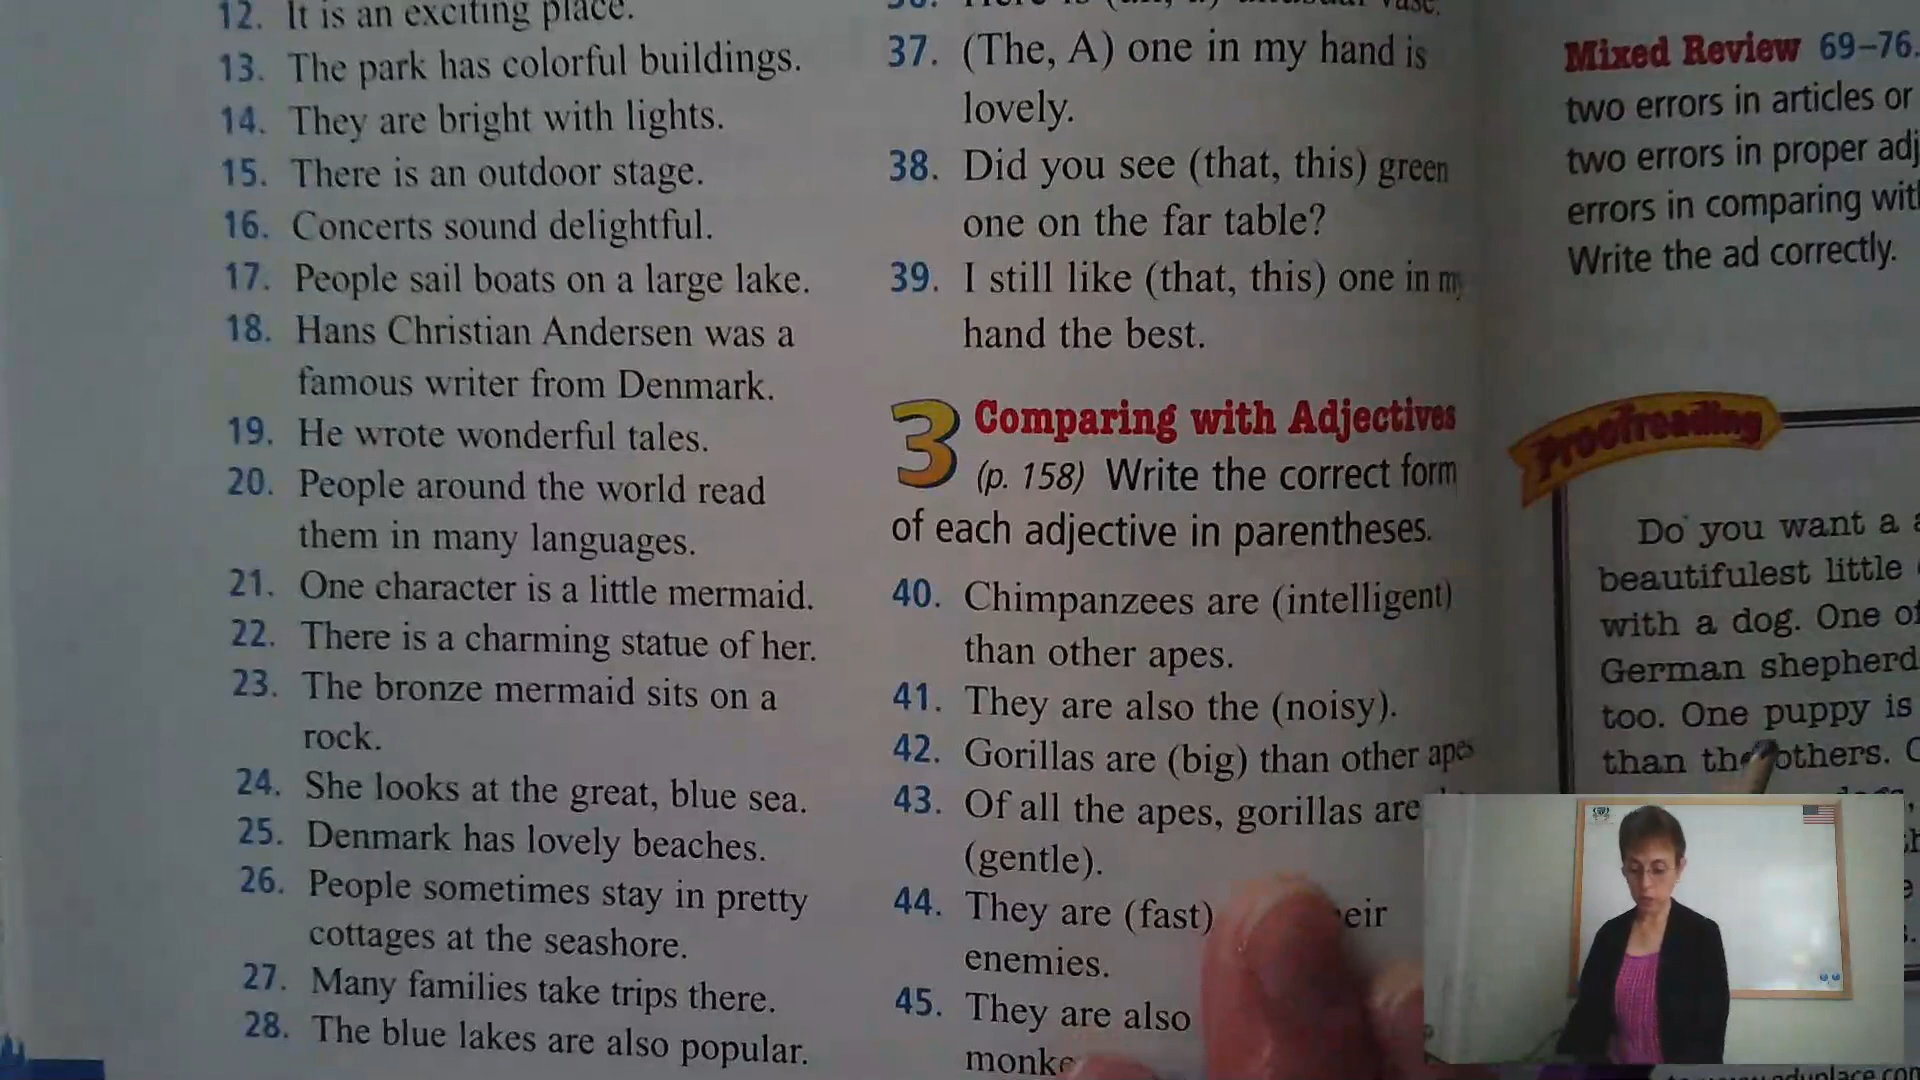 12. It is an exciting place.
13. The park has colorful buildings.
14. They are bright with lights.
15. There is an outdoor stage.
16. Concerts sound delightful.
17. People sail boats on a large lake.
18. Hans Christian Andersen was a
famous writer from Denmark.
19. He wrote wonderful tales.
20. People around the world read
them in many languages.
21. One character is a little mermaid.
22. There is a charming statue of her.
23. The bronze mermaid sits on a
rock.
24. She looks at the great, blue sea.
25. Denmark has lovely beaches.
26. People sometimes stay in pretty
cottages at the seashore.
27. Many families take trips there.
28. The blue lakes are also popular.
vase.
37. (The, A) one in my hand is
lovely.
38. Did you see (that, this) green
one on the far table?
39. I still like (that, this) one in my
hand the best.
3 Comparing with Adjectives
(p. 158) Write the correct form
of each adjective in parentheses.
40. Chimpanzees are (intelligent)
than other apes.
41. They are also the (noisy).
42. Gorillas are (big) than other apes
43. Of all the apes, gorillas are
(gentle).
44. They are (fast)
enemies.
45. They are also
Mixed Review 69–76.
two errors in articles or
two errors in proper adj
errors in comparing wit
Write the ad correctly.
Proofreading
Do you want a
beautifulest little
with a dog. One of
German shepherd
too. One puppy is
than the others.